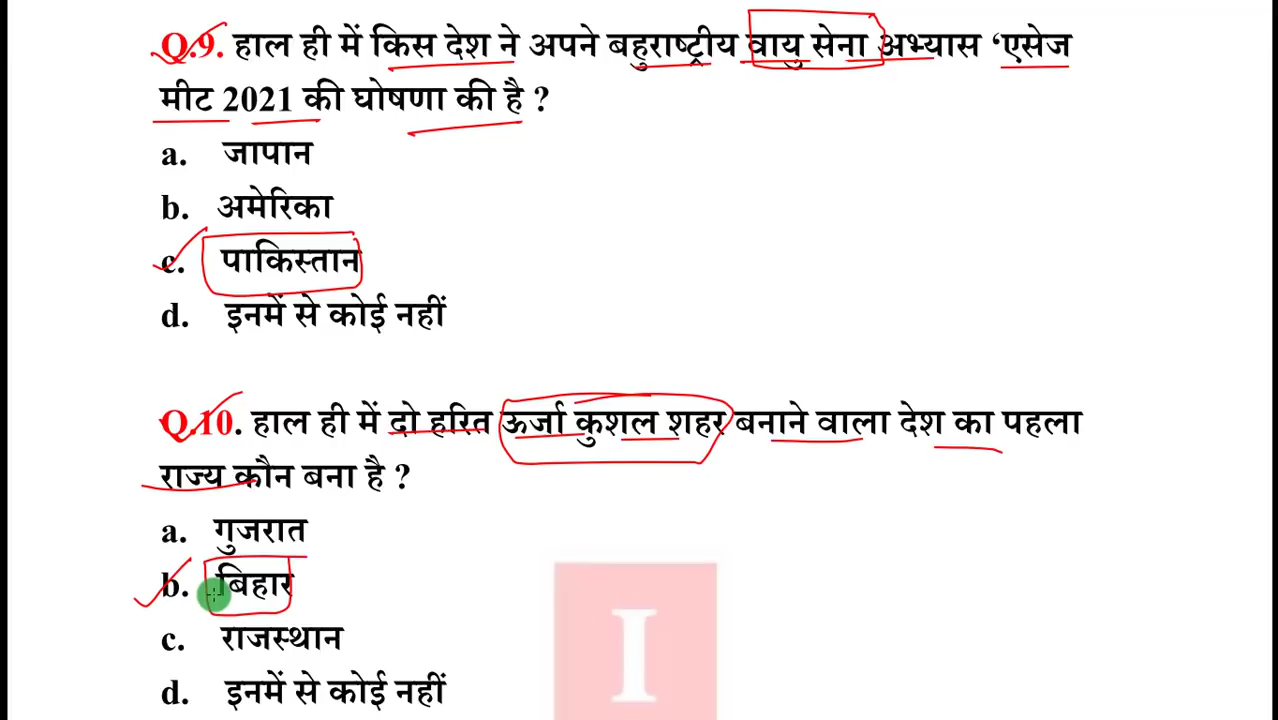 Q.9. हाल ही में किस देश ने अपने बहुराष्ट्रीय वायु सेना अभ्यास ‘एसेज
मीट 2021 की घोषणा की है ?
a. जापान
b. अमेरिका
c. पाकिस्तान
d. इनमें से कोई नहीं
Q.10. हाल ही में दो हरित ऊर्जा कुशल शहर बनाने वाला देश का पहला
राज्य कौन बना है ?
a. गुजरात
b. बिहार
c. राजस्थान
d. इनमें से कोई नहीं
I